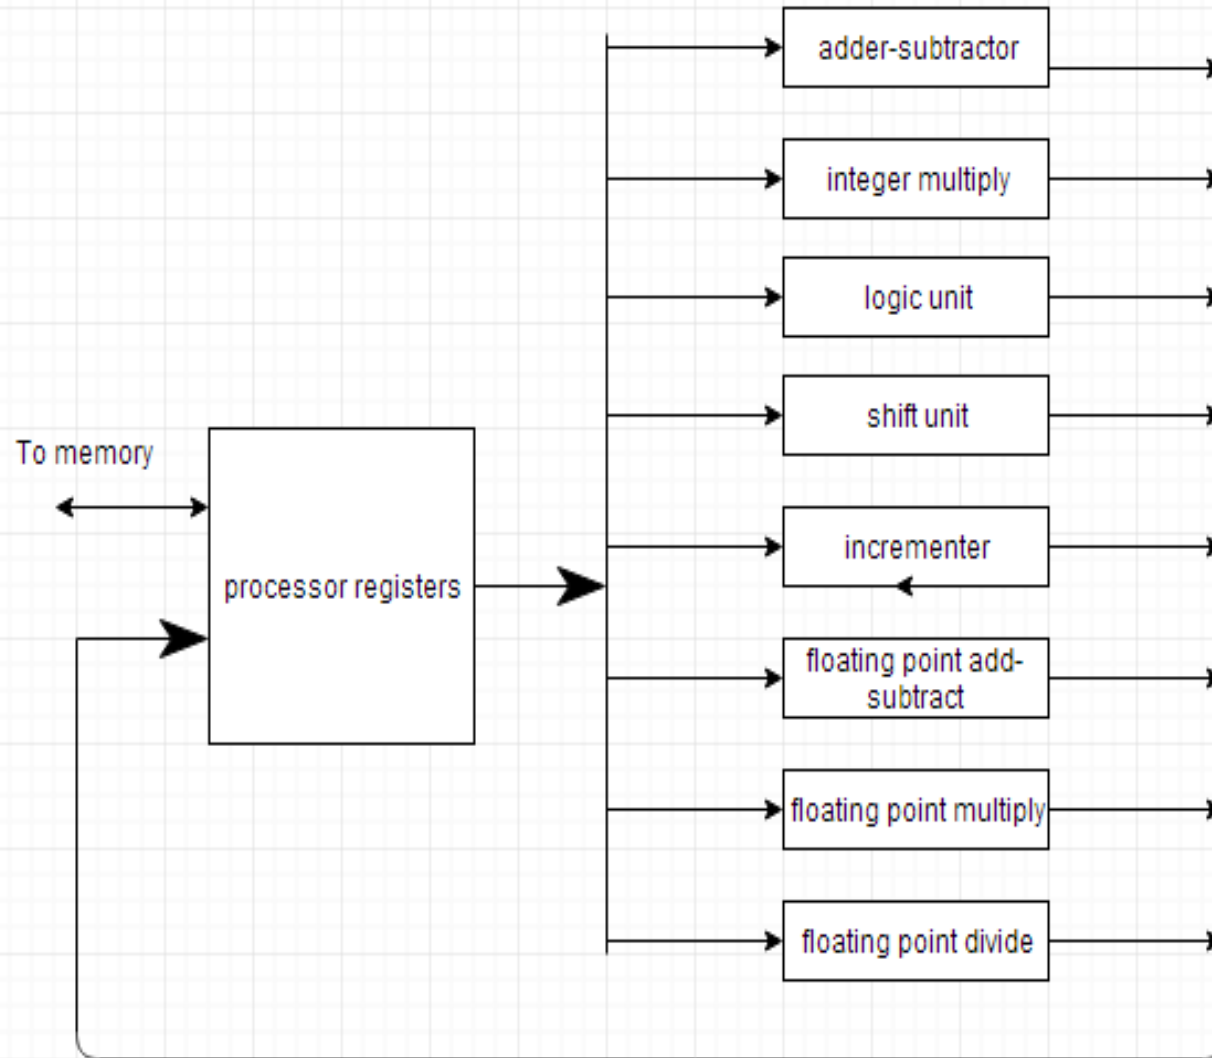 adder-subtractor
integer multiply
logic unit
shift unit
To memory
incrementer
processor registers
floating point add-
subtract
floating point multiply
floating point divide